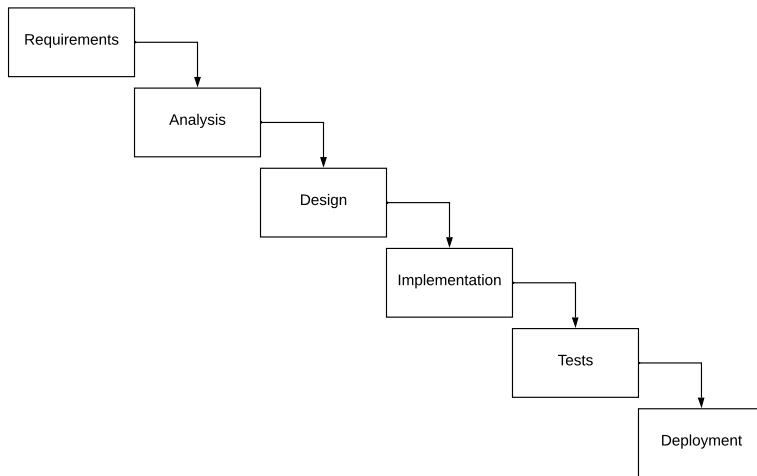 Requirements
Analysis
Design
Implementation
Tests
Deployment